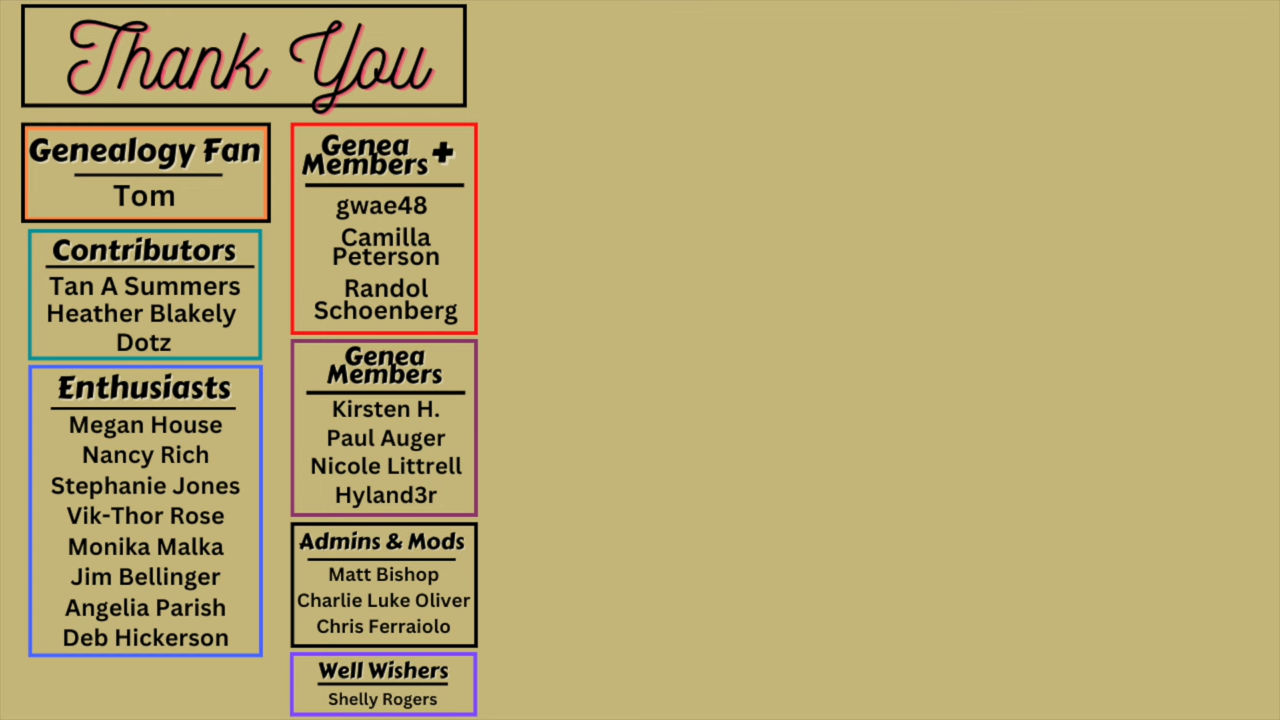 Thank You
Genealogy Fan
Tom
Contributors
Tan A Summers
Heather Blakely
Dotz
Enthusiasts
Megan House
Nancy Rich
Stephanie Jones
Vik-Thor Rose
Monika Malka
Jim Bellinger
Angelia Parish
Deb Hickerson
Genea
Members +
gwae48
Camilla
Peterson
Randol
Schoenberg
Genea
Members
Kirsten H.
Paul Auger
Nicole Littrell
Hyland3r
Admins & Mods
Matt Bishop
Charlie Luke Oliver
Chris Ferraiolo
Well Wishers
Shelly Rogers